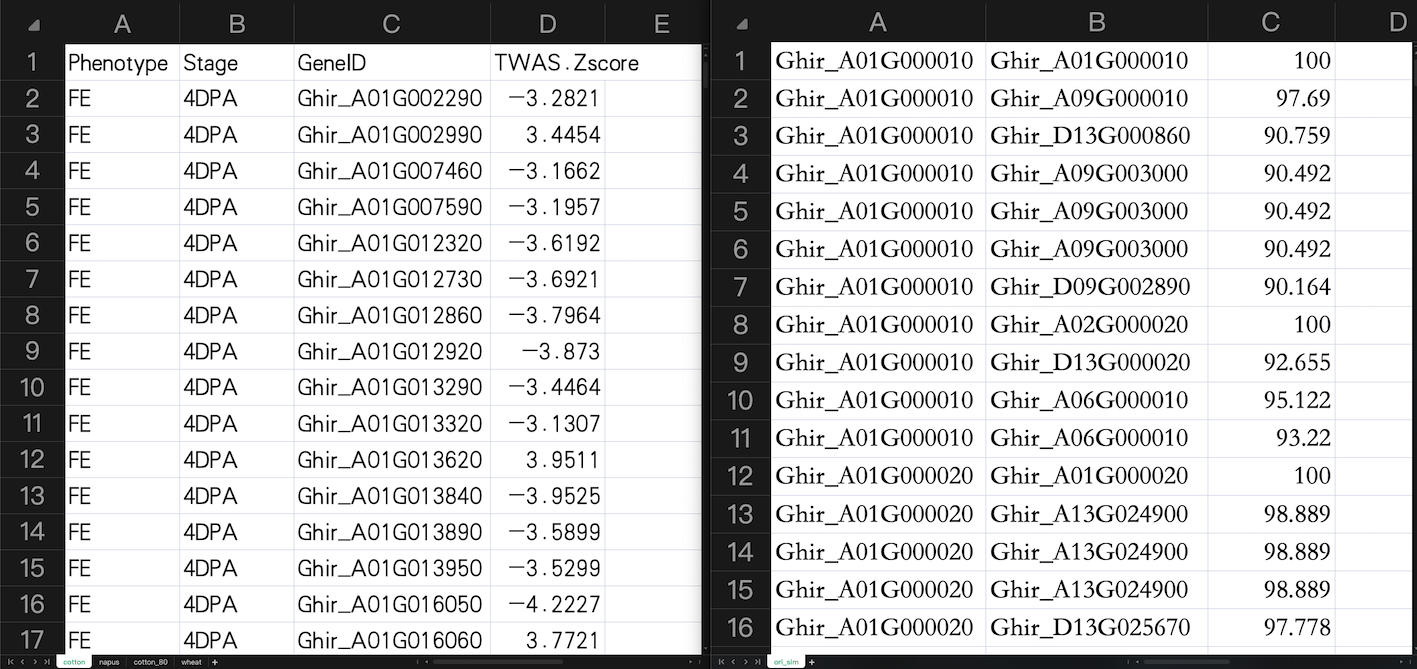 A B C D E
1 Phenotype Stage GeneID TWAS.Zscore
2 FE 4DPA Ghir_A01G002290 −3.2821
3 FE 4DPA Ghir_A01G002990 3.4454
4 FE 4DPA Ghir_A01G007460 −3.1662
5 FE 4DPA Ghir_A01G007590 −3.1957
6 FE 4DPA Ghir_A01G012320 −3.6192
7 FE 4DPA Ghir_A01G012730 −3.6921
8 FE 4DPA Ghir_A01G012860 −3.7964
9 FE 4DPA Ghir_A01G012920 −3.873
10 FE 4DPA Ghir_A01G013290 −3.4464
11 FE 4DPA Ghir_A01G013320 −3.1307
12 FE 4DPA Ghir_A01G013620 3.9511
13 FE 4DPA Ghir_A01G013840 −3.9525
14 FE 4DPA Ghir_A01G013890 −3.5899
15 FE 4DPA Ghir_A01G013950 −3.5299
16 FE 4DPA Ghir_A01G016050 −4.2227
17 FE 4DPA Ghir_A01G016060 3.7721
cotton napus cotton_80 wheat +
A B C D
1 Ghir_A01G000010 Ghir_A01G000010 100
2 Ghir_A01G000010 Ghir_A09G000010 97.69
3 Ghir_A01G000010 Ghir_D13G000860 90.759
4 Ghir_A01G000010 Ghir_A09G003000 90.492
5 Ghir_A01G000010 Ghir_A09G003000 90.492
6 Ghir_A01G000010 Ghir_A09G003000 90.492
7 Ghir_A01G000010 Ghir_D09G002890 90.164
8 Ghir_A01G000010 Ghir_A02G000020 100
9 Ghir_A01G000010 Ghir_D13G000020 92.655
10 Ghir_A01G000010 Ghir_A06G000010 95.122
11 Ghir_A01G000010 Ghir_A06G000010 93.22
12 Ghir_A01G000020 Ghir_A01G000020 100
13 Ghir_A01G000020 Ghir_A13G024900 98.889
14 Ghir_A01G000020 Ghir_A13G024900 98.889
15 Ghir_A01G000020 Ghir_A13G024900 98.889
16 Ghir_A01G000020 Ghir_D13G025670 97.778
ori_sim +